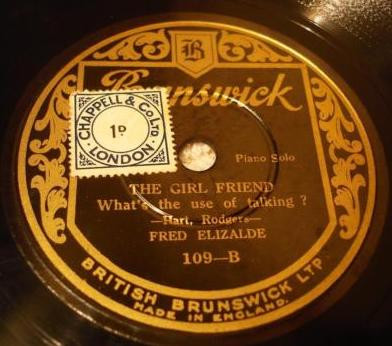 B
Brunswick
CHAPPELL & Co. LTD
1D
LONDON.
Piano Solo
THE GIRL FRIEND
What's the use of talking ?
—Hart, Rodgers—
FRED ELIZALDE
109—B
BRITISH BRUNSWICK LTD
MADE IN ENGLAND.